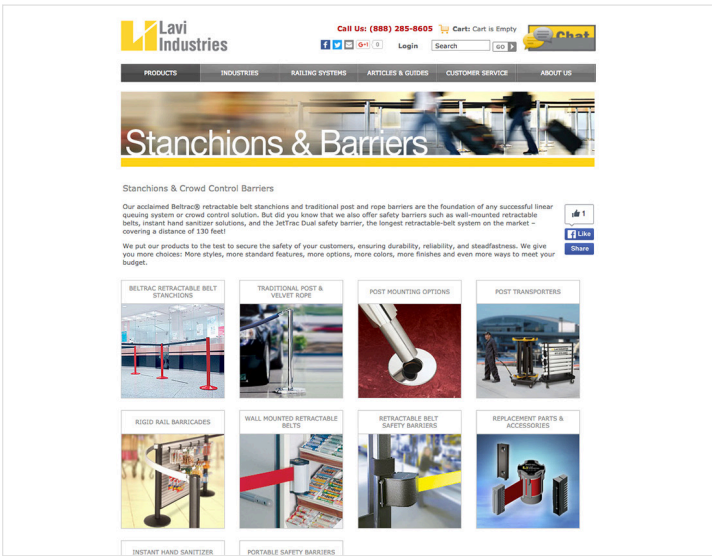 Lavi
Industries
Call Us: (888) 285-8605
Cart: Cart is Empty
Chat
G+1 0
Login
Search
GO
PRODUCTS
INDUSTRIES
RAILING SYSTEMS
ARTICLES & GUIDES
CUSTOMER SERVICE
ABOUT US
Stanchions & Barriers
Stanchions & Crowd Control Barriers
Our acclaimed Beltrac® retractable belt stanchions and traditional post and rope barriers are the foundation of any successful linear
queuing system or crowd control solution. But did you know that we also offer safety barriers such as wall-mounted retractable
belts, instant hand sanitizer solutions, and the JetTrac Dual safety barrier, the longest retractable-belt system on the market –
covering a distance of 130 feet!
1
Like
Share
We put our products to the test to secure the safety of your customers, ensuring durability, reliability, and steadfastness. We give
you more choices: More styles, more standard features, more options, more colors, more finishes and even more ways to meet your
budget.
BELTRAC RETRACTABLE BELT
STANCHIONS
TRADITIONAL POST &
VELVET ROPE
POST MOUNTING OPTIONS
POST TRANSPORTERS
RIGID RAIL BARRICADES
WALL MOUNTED RETRACTABLE
BELTS
RETRACTABLE BELT
SAFETY BARRIERS
REPLACEMENT PARTS &
ACCESSORIES
INSTANT HAND SANITIZER
PORTABLE SAFETY BARRIERS